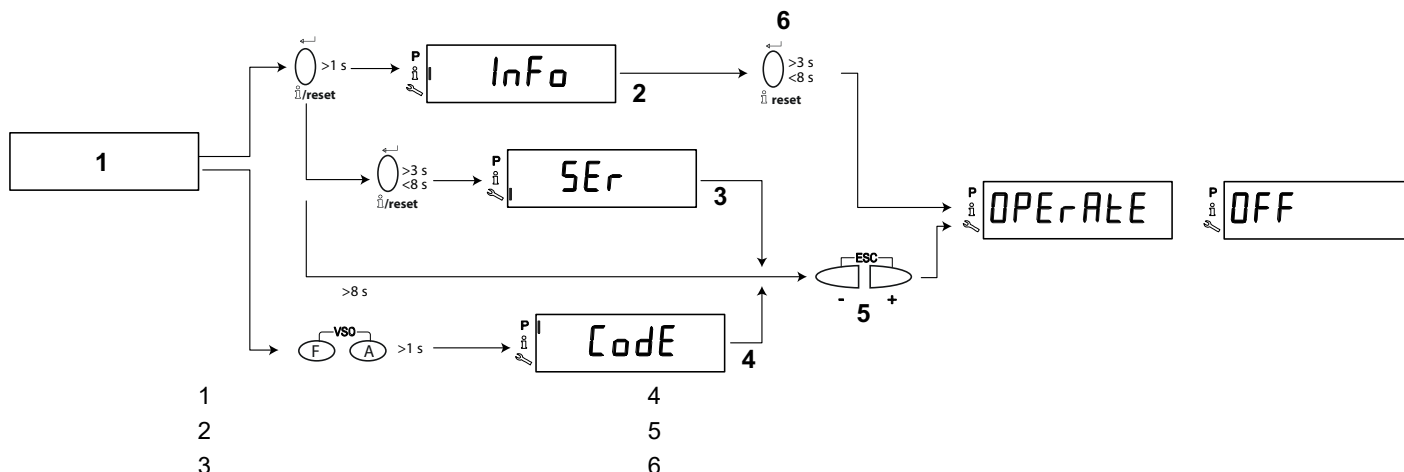 6
>1 s
i/reset
P
i
InFo
2
>3 s
<8 s
i reset
1
>3 s
<8 s
i/reset
P
i
SEr
3
P
i
OPErAtE
P
i
OFF
>8 s
ESC
- +
5
VSO
F A
>1 s
P
i
CodE
4
1 4
2 5
3 6